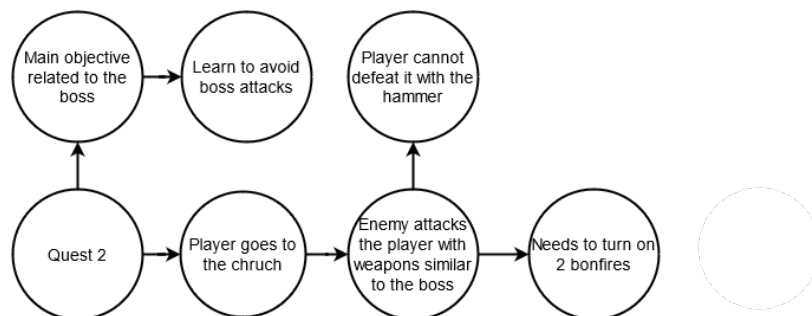 Main objective
related to the
boss
Learn to avoid
boss attacks
Player cannot
defeat it with the
hammer
Quest 2
Player goes to
the chruch
Enemy attacks
the player with
weapons similar
to the boss
Needs to turn on
2 bonfires